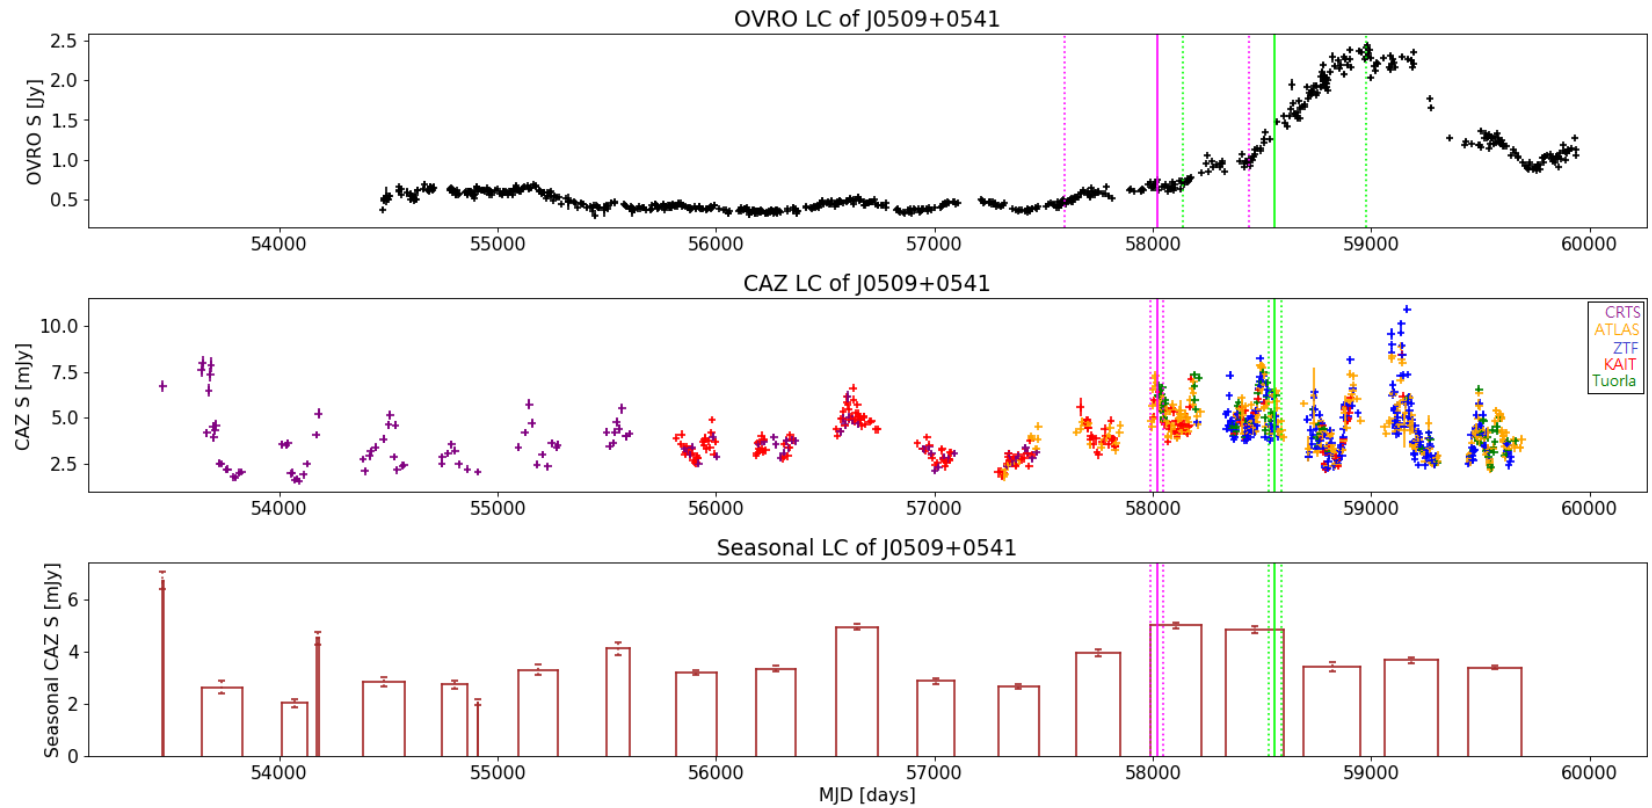 OVRO LC of J0509+0541
OVRO S [Jy]
2.5
2.0
1.5
1.0
0.5
54000 55000 56000 57000 58000 59000 60000
CAZ LC of J0509+0541
CAZ S [mJy]
10.0
7.5
5.0
2.5
CRTS
ATLAS
ZTF
KAIT
Tuorla
54000 55000 56000 57000 58000 59000 60000
Seasonal LC of J0509+0541
Seasonal CAZ S [mJy]
6
4
2
0
54000 55000 56000 57000 58000 59000 60000
MJD [days]